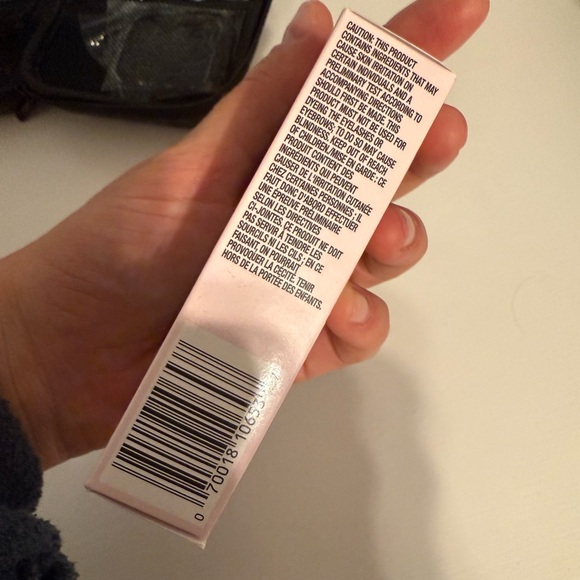 CAUTION: THIS PRODUCT
CONTAINS INGREDIENTS THAT MAY
CAUSE SKIN IRRITATION ON
CERTAIN INDIVIDUALS AND A
PRELIMINARY TEST ACCORDING TO
ACCOMPANYING DIRECTIONS
SHOULD BE MADE. THIS
PRODUCT MUST NOT BE USED FOR
DYEING THE EYELASHES OR
EYEBROWS; TO DO SO MAY CAUSE
BLINDNESS. KEEP OUT OF REACH
OF CHILDREN./MISE EN GARDE : CE
PRODUIT CONTIENT DES
INGRÉDIENTS QUI PEUVENT
CAUSER DE L'IRRITATION CUTANÉE
CHEZ CERTAINES PERSONNES ; IL
FAUT DONC D'ABORD EFFECTUER
UNE ÉPREUVE PRÉLIMINAIRE
SELON LES DIRECTIVES
CI-JOINTES. CE PRODUIT NE DOIT
PAS SERVIR À TEINDRE LES
SOURCILS NI LES CILS ; EN CE
FAISANT, ON POURRAIT
PROVOQUER LA CÉCITÉ. TENIR
HORS DE LA PORTÉE DES ENFANTS.
0 70018 10653